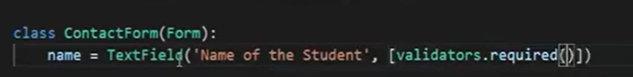 class ContactForm(Form):
    name = TextField('Name of the Student', [validators.required()])